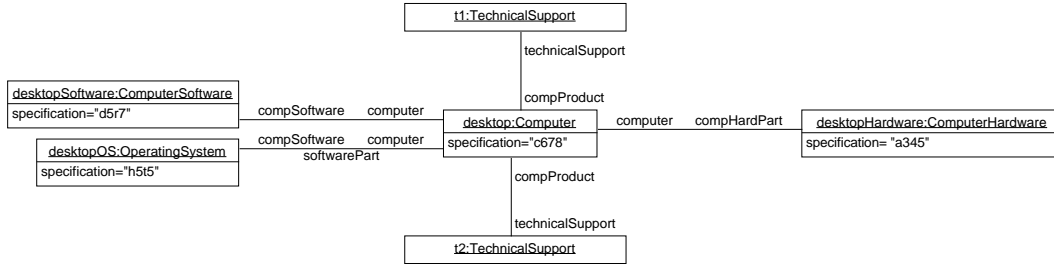 t1:TechnicalSupport
technicalSupport
compProduct
desktopSoftware:ComputerSoftware
specification="d5r7"
compSoftware computer
desktop:Computer
specification="c678"
computer compHardPart
desktopHardware:ComputerHardware
specification= "a345"
desktopOS:OperatingSystem
specification="h5t5"
compSoftware computer
softwarePart
compProduct
technicalSupport
t2:TechnicalSupport